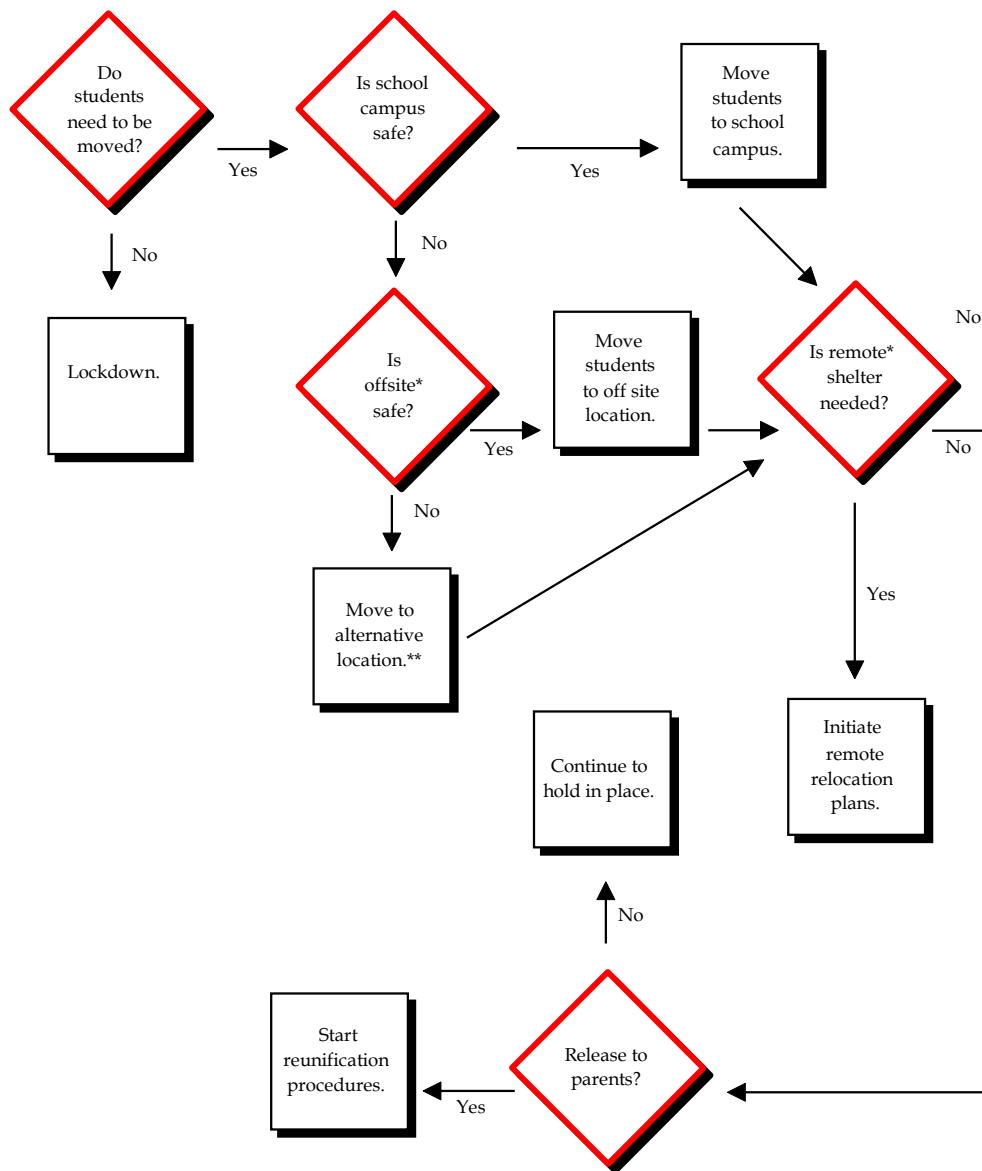 Do
students
need to be
moved?
Yes
Is school
campus
safe?
Yes
Move
students
to school
campus.
No
No
Lockdown.
Is
offsite*
safe?
Yes
Move
students
to off site
location.
Is remote*
shelter
needed?
No
No
No
Move to
alternative
location.**
Yes
Continue to
hold in place.
Initiate
remote
relocation
plans.
No
Start
reunification
procedures.
Yes
Release to
parents?